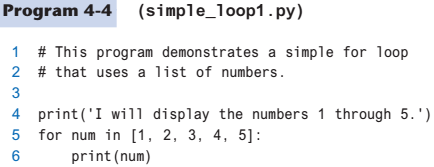 Program 4-4 (simple_loop1.py)
1 # This program demonstrates a simple for loop
2 # that uses a list of numbers.
3
4 print('I will display the numbers 1 through 5.')
5 for num in [1, 2, 3, 4, 5]:
6     print(num)